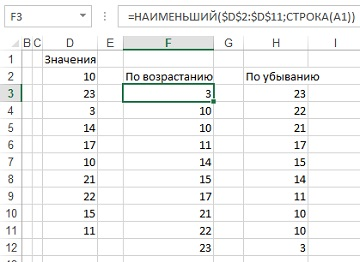 F3 =НАИМЕНЬШИЙ($D$2:$D$11;СТРОКА(A1))
B C D E F G H I
1 Значения
2 10 По возрастанию По убыванию
3 23 3 23
4 3 10 22
5 14 10 21
6 17 11 17
7 10 14 15
8 21 15 14
9 22 17 11
10 15 21 10
11 11 22 10
12 23 3